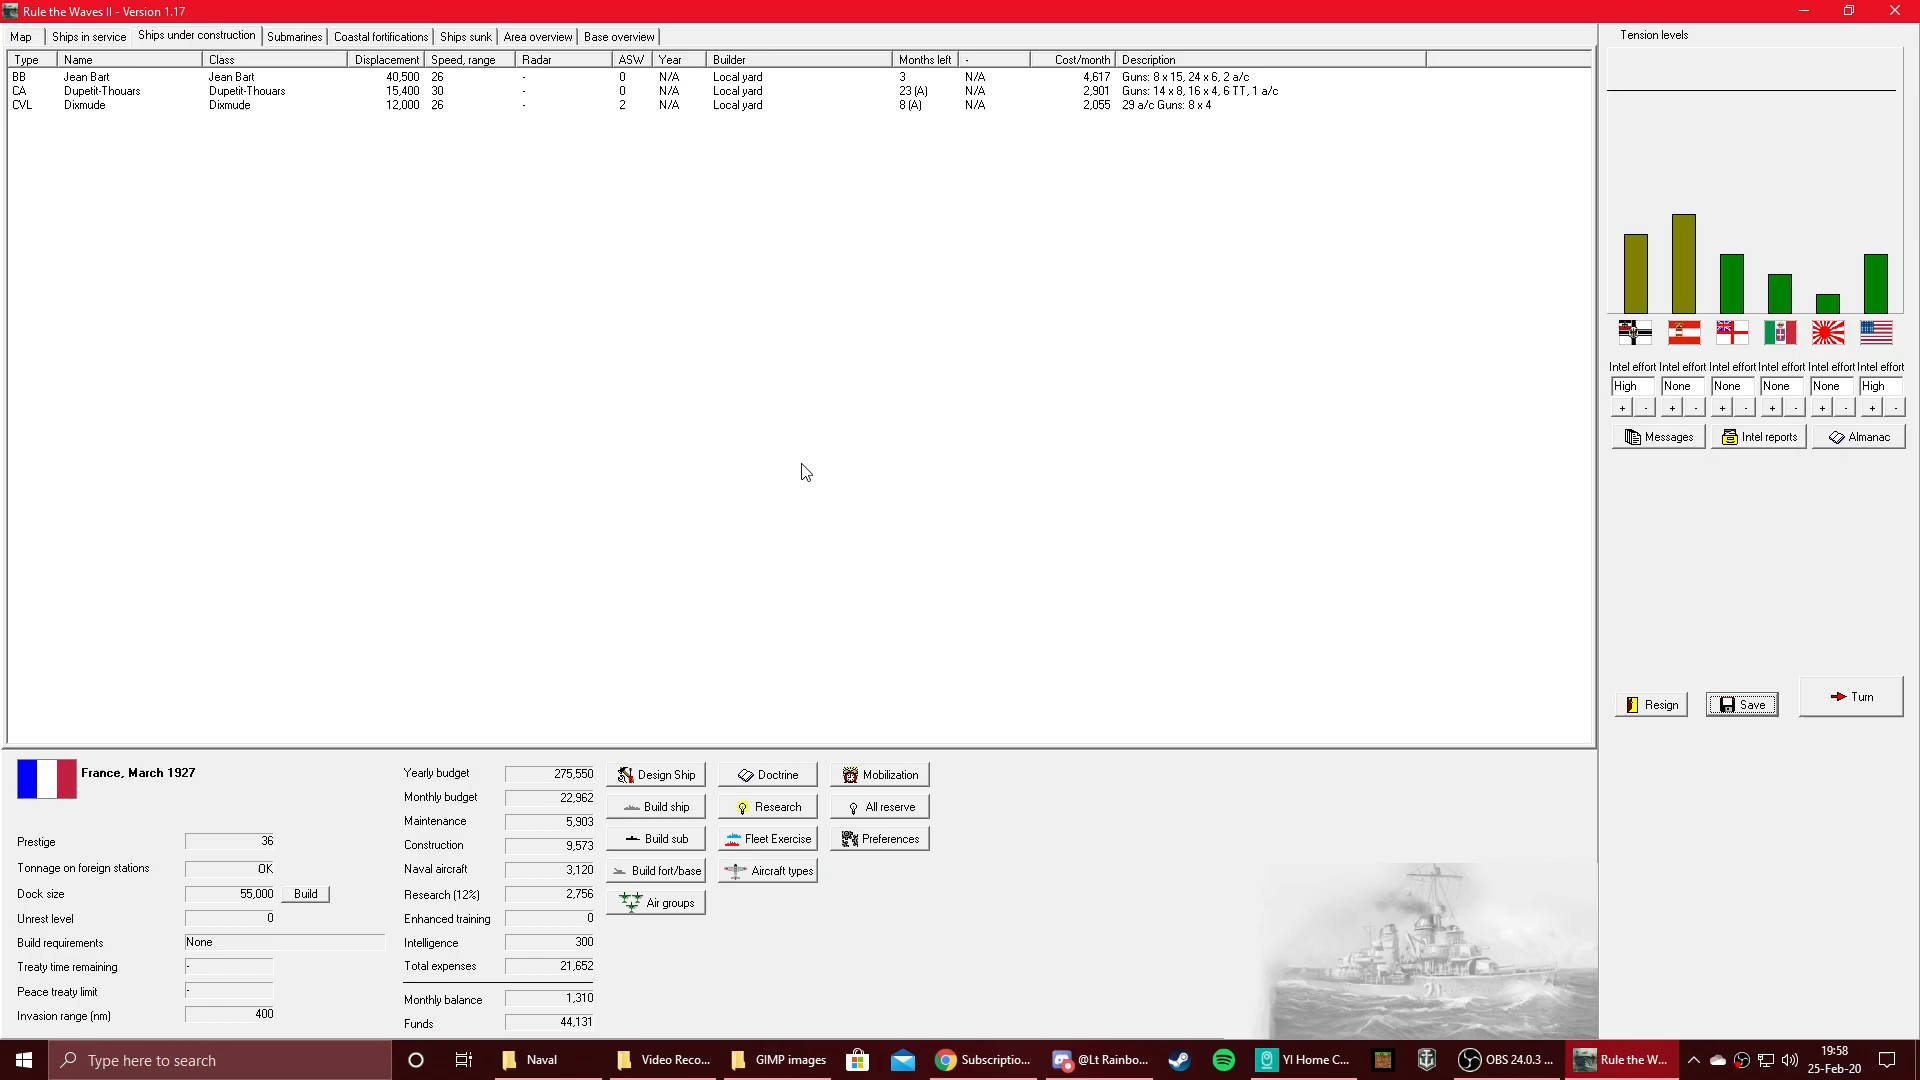 Rule the Waves II - Version 1.17
Map Ships in service Ships under construction Submarines Coastal fortifications Ships sunk Area overview Base overview
Type Name Class Displacement Speed, range Radar ASW Year Builder Months left - Cost/month Description
BB Jean Bart Jean Bart 40,500 26 - 0 N/A Local yard 3 N/A 4,617 Guns: 8 x 15, 24 x 6, 2 a/c
CA Dupetit-Thouars Dupetit-Thouars 15,400 30 - 0 N/A Local yard 23 (A) N/A 2,901 Guns: 14 x 8, 16 x 4, 6 TT, 1 a/c
CVL Dixmude Dixmude 12,000 26 - 2 N/A Local yard 8 (A) N/A 2,055 29 a/c Guns: 8 x 4
Tension levels
Intel effort Intel effort Intel effort Intel effort Intel effort Intel effort
High None None None None High
+ - + - + - + - + - + -
Messages Intel reports Almanac
Resign Save Turn
France, March 1927
Prestige 36
Tonnage on foreign stations OK
Dock size 55,000 Build
Unrest level 0
Build requirements None
Treaty time remaining -
Peace treaty limit -
Invasion range (nm) 400
Yearly budget 275,550
Monthly budget 22,962
Maintenance 5,903
Construction 9,573
Naval aircraft 3,120
Research (12%) 2,756
Enhanced training 0
Intelligence 300
Total expenses 21,652
Monthly balance 1,310
Funds 44,131
Design Ship Doctrine Mobilization
Build ship Research All reserve
Build sub Fleet Exercise Preferences
Build fort/base Aircraft types
Air groups
Type here to search
Naval
Video Reco...
GIMP images
Subscriptio...
@Lt Rainbo...
YI Home C...
OBS 24.0.3 ...
Rule the W...
19:58
25-Feb-20